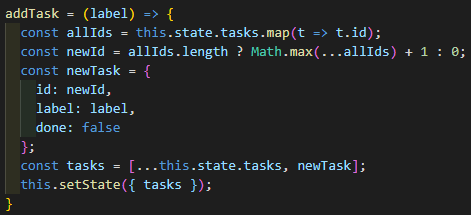 addTask = (label) => {
  const allIds = this.state.tasks.map(t => t.id);
  const newId = allIds.length ? Math.max(...allIds) + 1 : 0;
  const newTask = {
    id: newId,
    label: label,
    done: false
  };
  const tasks = [...this.state.tasks, newTask];
  this.setState({ tasks });
}